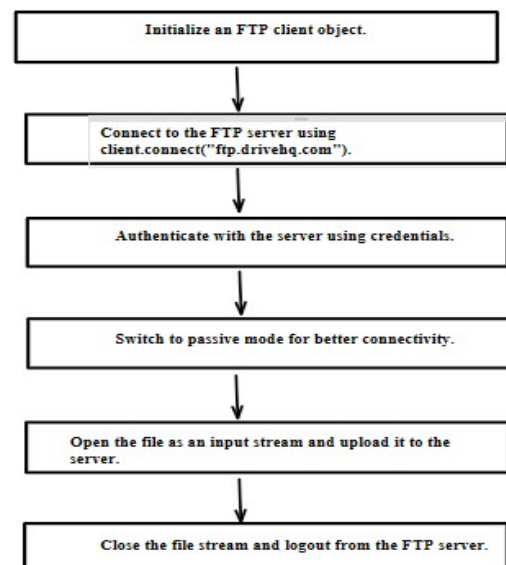 Initialize an FTP client object.
Connect to the FTP server using
client.connect("ftp.drivehq.com").
Authenticate with the server using credentials.
Switch to passive mode for better connectivity.
Open the file as an input stream and upload it to the
server.
Close the file stream and logout from the FTP server.